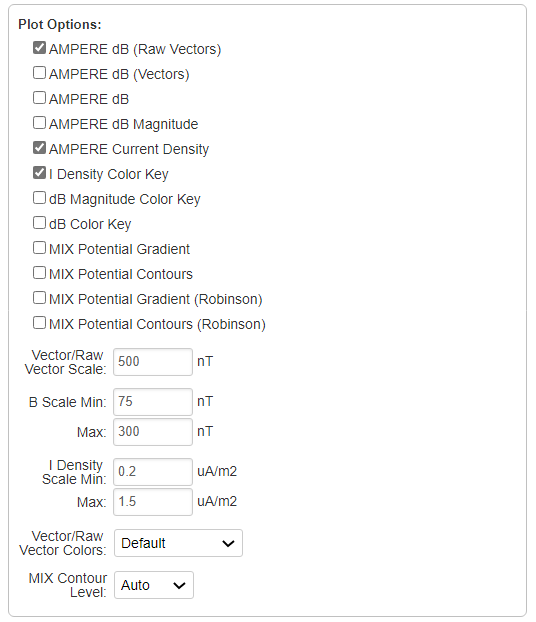 Plot Options:
AMPERE dB (Raw Vectors)
AMPERE dB (Vectors)
AMPERE dB
AMPERE dB Magnitude
AMPERE Current Density
I Density Color Key
dB Magnitude Color Key
dB Color Key
MIX Potential Gradient
MIX Potential Contours
MIX Potential Gradient (Robinson)
MIX Potential Contours (Robinson)
Vector/Raw
Vector Scale: 500 nT
B Scale Min: 75 nT
Max: 300 nT
I Density
Scale Min: 0.2 uA/m2
Max: 1.5 uA/m2
Vector/Raw
Vector Colors: Default
MIX Contour
Level: Auto